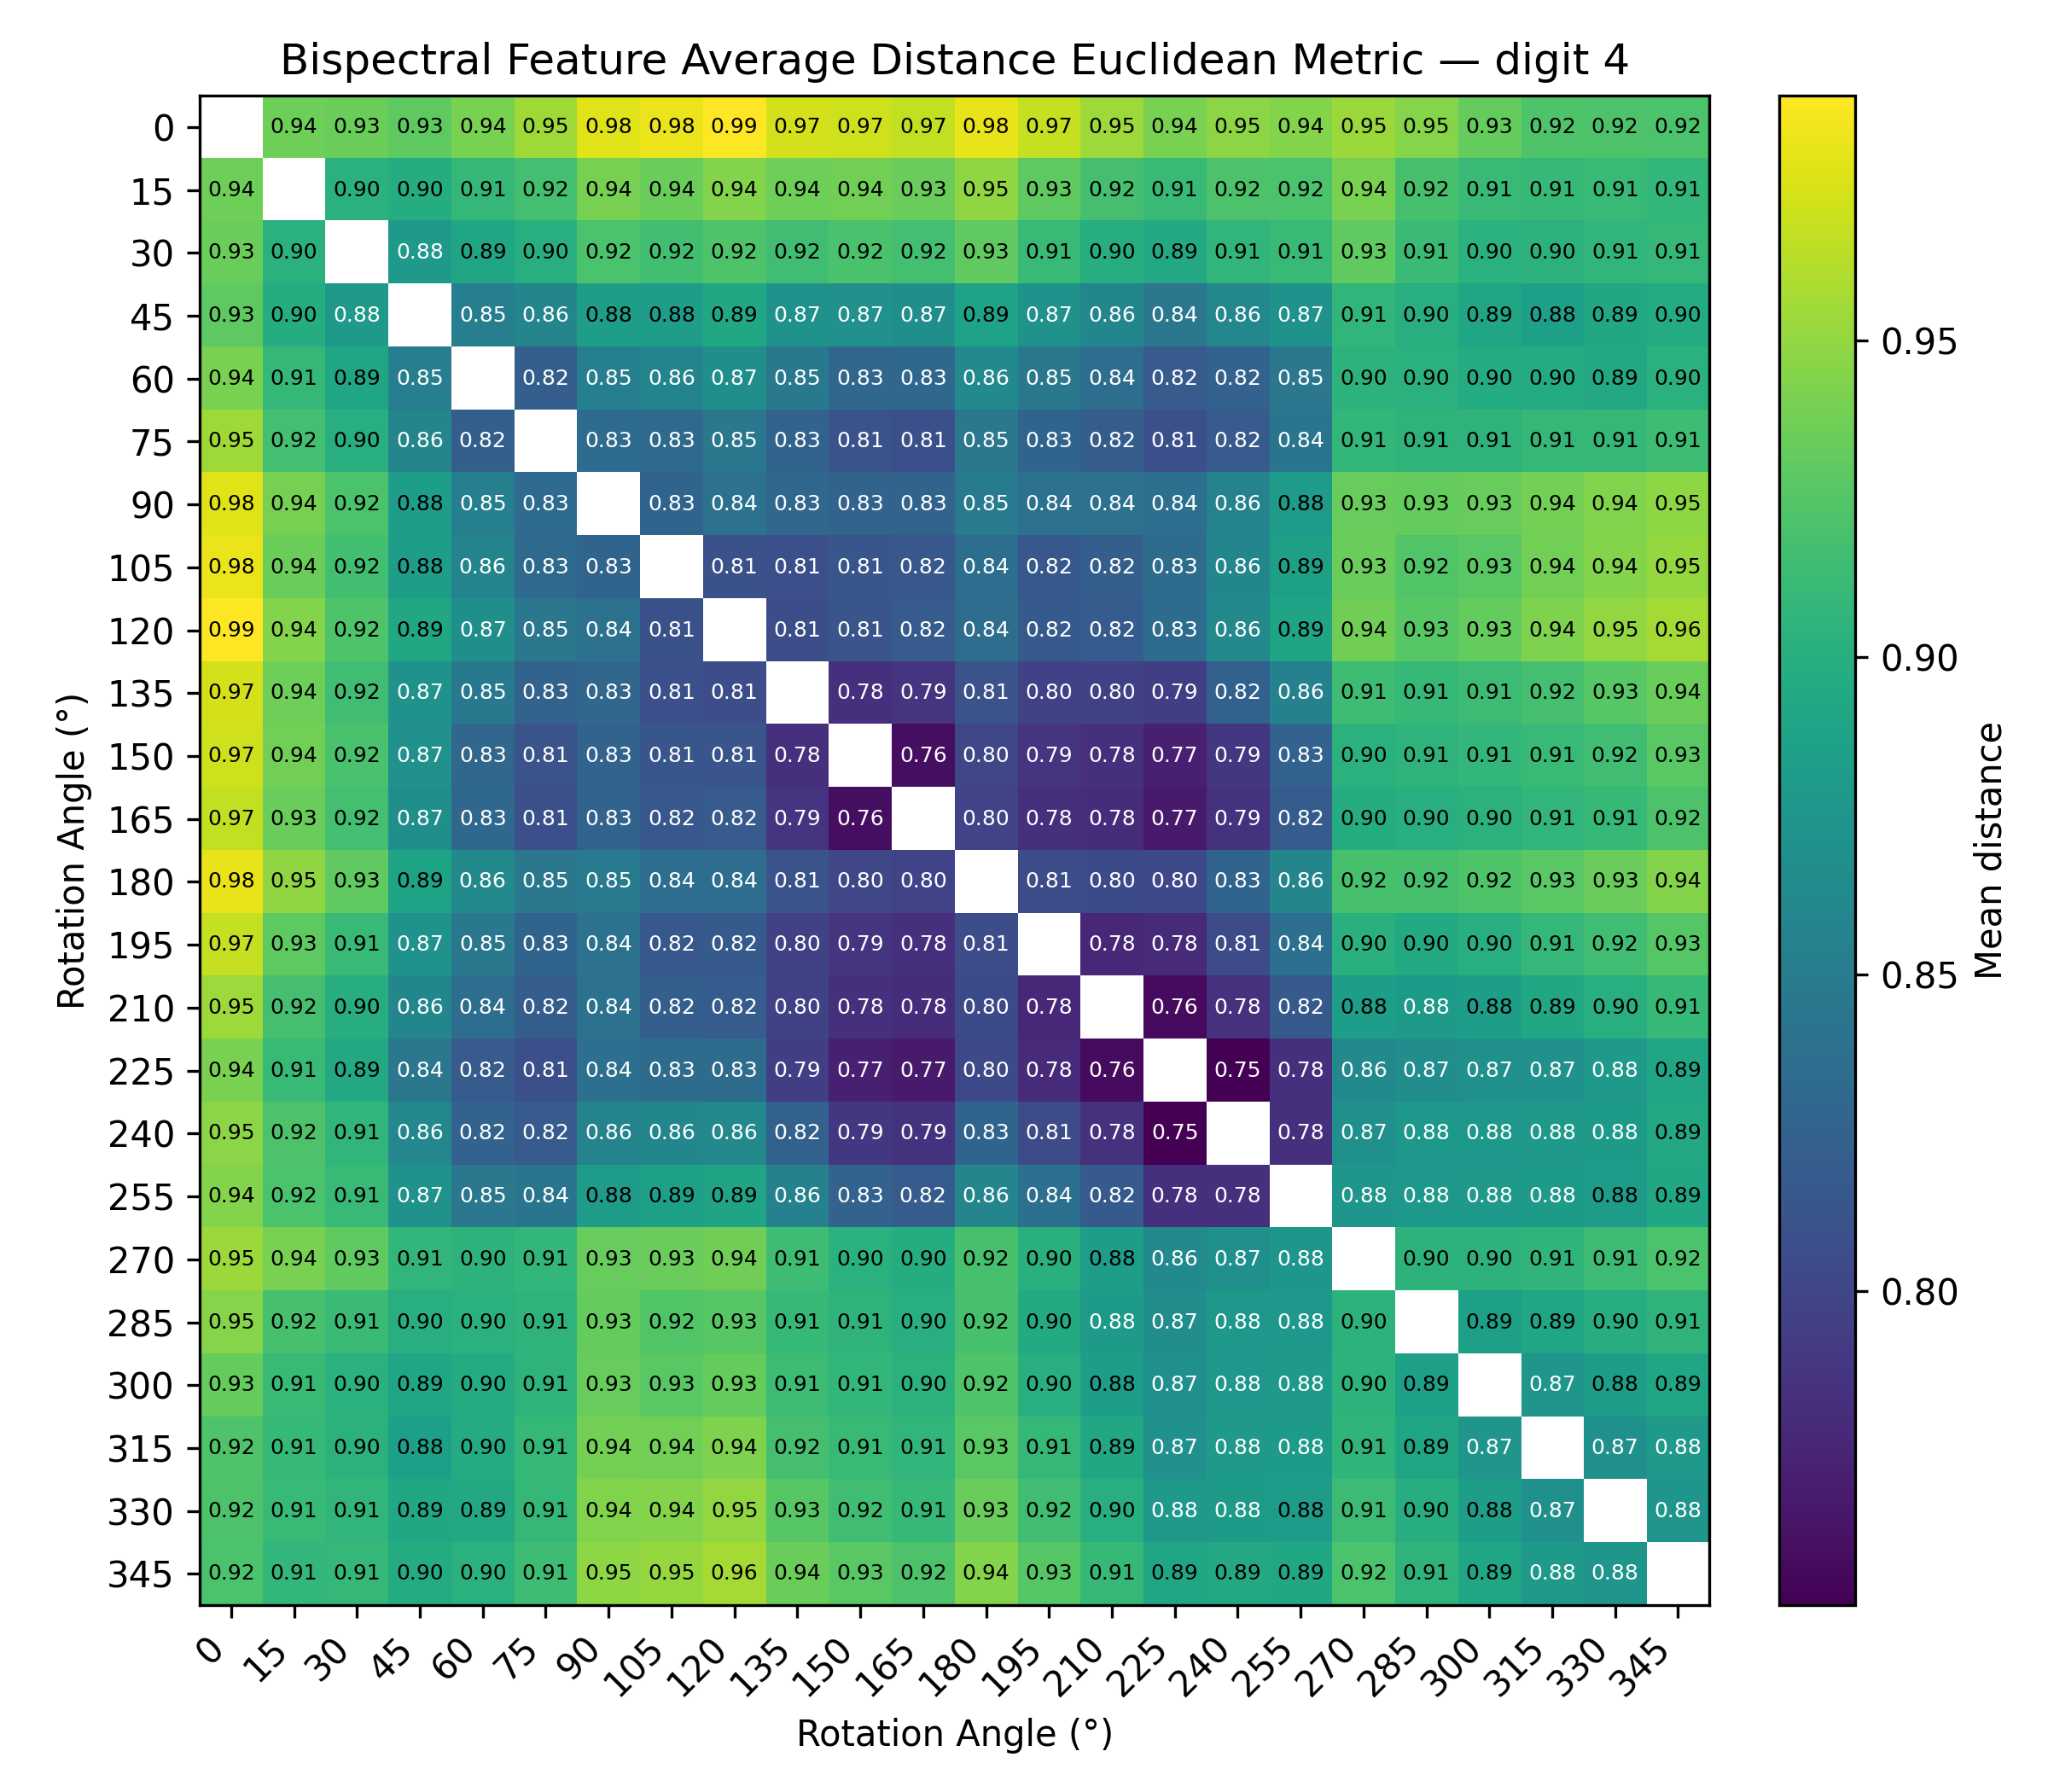 Bispectral Feature Average Distance Euclidean Metric — digit 4
0 0.94 0.93 0.93 0.94 0.95 0.98 0.98 0.99 0.97 0.97 0.97 0.98 0.97 0.95 0.94 0.95 0.94 0.95 0.95 0.93 0.92 0.92 0.92
15 0.94 0.90 0.90 0.91 0.92 0.94 0.94 0.94 0.94 0.94 0.93 0.95 0.93 0.92 0.91 0.92 0.92 0.94 0.92 0.91 0.91 0.91 0.91
30 0.93 0.90 0.88 0.89 0.90 0.92 0.92 0.92 0.92 0.92 0.92 0.93 0.91 0.90 0.89 0.91 0.91 0.93 0.91 0.90 0.90 0.91 0.91
45 0.93 0.90 0.88 0.85 0.86 0.88 0.88 0.89 0.87 0.87 0.87 0.89 0.87 0.86 0.84 0.86 0.87 0.91 0.90 0.89 0.88 0.89 0.90
60 0.94 0.91 0.89 0.85 0.82 0.85 0.86 0.87 0.85 0.83 0.83 0.86 0.85 0.84 0.82 0.82 0.85 0.90 0.90 0.90 0.90 0.89 0.90
75 0.95 0.92 0.90 0.86 0.82 0.83 0.83 0.85 0.83 0.81 0.81 0.85 0.83 0.82 0.81 0.82 0.84 0.91 0.91 0.91 0.91 0.91 0.91
90 0.98 0.94 0.92 0.88 0.85 0.83 0.83 0.84 0.83 0.83 0.83 0.85 0.84 0.84 0.84 0.86 0.88 0.93 0.93 0.93 0.94 0.94 0.95
105 0.98 0.94 0.92 0.88 0.86 0.83 0.83 0.81 0.81 0.81 0.82 0.84 0.82 0.82 0.83 0.86 0.89 0.93 0.92 0.93 0.94 0.94 0.95
120 0.99 0.94 0.92 0.89 0.87 0.85 0.84 0.81 0.81 0.81 0.82 0.84 0.82 0.82 0.83 0.86 0.89 0.94 0.93 0.93 0.94 0.95 0.96
135 0.97 0.94 0.92 0.87 0.85 0.83 0.83 0.81 0.81 0.78 0.79 0.81 0.80 0.80 0.79 0.82 0.86 0.91 0.91 0.91 0.92 0.93 0.94
150 0.97 0.94 0.92 0.87 0.83 0.81 0.83 0.81 0.81 0.78 0.76 0.80 0.79 0.78 0.77 0.79 0.83 0.90 0.91 0.91 0.91 0.92 0.93
165 0.97 0.93 0.92 0.87 0.83 0.81 0.83 0.82 0.82 0.79 0.76 0.80 0.78 0.78 0.77 0.79 0.82 0.90 0.90 0.90 0.91 0.91 0.92
180 0.98 0.95 0.93 0.89 0.86 0.85 0.85 0.84 0.84 0.81 0.80 0.80 0.81 0.80 0.80 0.83 0.86 0.92 0.92 0.92 0.93 0.93 0.94
195 0.97 0.93 0.91 0.87 0.85 0.83 0.84 0.82 0.82 0.80 0.79 0.78 0.81 0.78 0.78 0.81 0.84 0.90 0.90 0.90 0.91 0.92 0.93
210 0.95 0.92 0.90 0.86 0.84 0.82 0.84 0.82 0.82 0.80 0.78 0.78 0.80 0.78 0.76 0.78 0.82 0.88 0.88 0.88 0.89 0.90 0.91
225 0.94 0.91 0.89 0.84 0.82 0.81 0.84 0.83 0.83 0.79 0.77 0.77 0.80 0.78 0.76 0.75 0.78 0.86 0.87 0.87 0.87 0.88 0.89
240 0.95 0.92 0.91 0.86 0.82 0.82 0.86 0.86 0.86 0.82 0.79 0.79 0.83 0.81 0.78 0.75 0.78 0.87 0.88 0.88 0.88 0.88 0.89
255 0.94 0.92 0.91 0.87 0.85 0.84 0.88 0.89 0.89 0.86 0.83 0.82 0.86 0.84 0.82 0.78 0.78 0.88 0.88 0.88 0.88 0.88 0.89
270 0.95 0.94 0.93 0.91 0.90 0.91 0.93 0.93 0.94 0.91 0.90 0.90 0.92 0.90 0.88 0.86 0.87 0.88 0.90 0.90 0.91 0.91 0.92
285 0.95 0.92 0.91 0.90 0.90 0.91 0.93 0.92 0.93 0.91 0.91 0.90 0.92 0.90 0.88 0.87 0.88 0.88 0.90 0.89 0.89 0.90 0.91
300 0.93 0.91 0.90 0.89 0.90 0.91 0.93 0.93 0.93 0.91 0.91 0.90 0.92 0.90 0.88 0.87 0.88 0.88 0.90 0.89 0.87 0.88 0.89
315 0.92 0.91 0.90 0.88 0.90 0.91 0.94 0.94 0.94 0.92 0.91 0.91 0.93 0.91 0.89 0.87 0.88 0.88 0.91 0.89 0.87 0.87 0.88
330 0.92 0.91 0.91 0.89 0.89 0.91 0.94 0.94 0.95 0.93 0.92 0.91 0.93 0.92 0.90 0.88 0.88 0.88 0.91 0.90 0.88 0.87 0.88
345 0.92 0.91 0.91 0.90 0.90 0.91 0.95 0.95 0.96 0.94 0.93 0.92 0.94 0.93 0.91 0.89 0.89 0.89 0.92 0.91 0.89 0.88 0.88
0 15 30 45 60 75 90 105 120 135 150 165 180 195 210 225 240 255 270 285 300 315 330 345
Rotation Angle (°)
Rotation Angle (°)
0.95
0.90
0.85
0.80
Mean distance